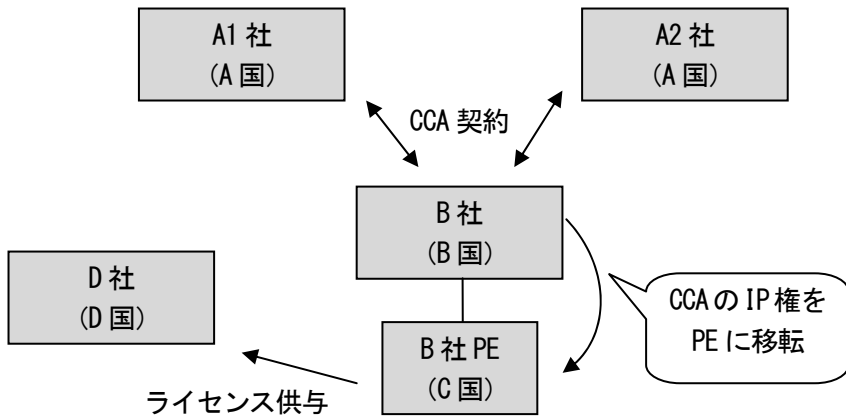 A1 社
(A 国)
A2 社
(A 国)
CCA 契約
B 社
(B 国)
D 社
(D 国)
CCA の IP 権を
PE に移転
B 社 PE
(C 国)
ライセンス供与